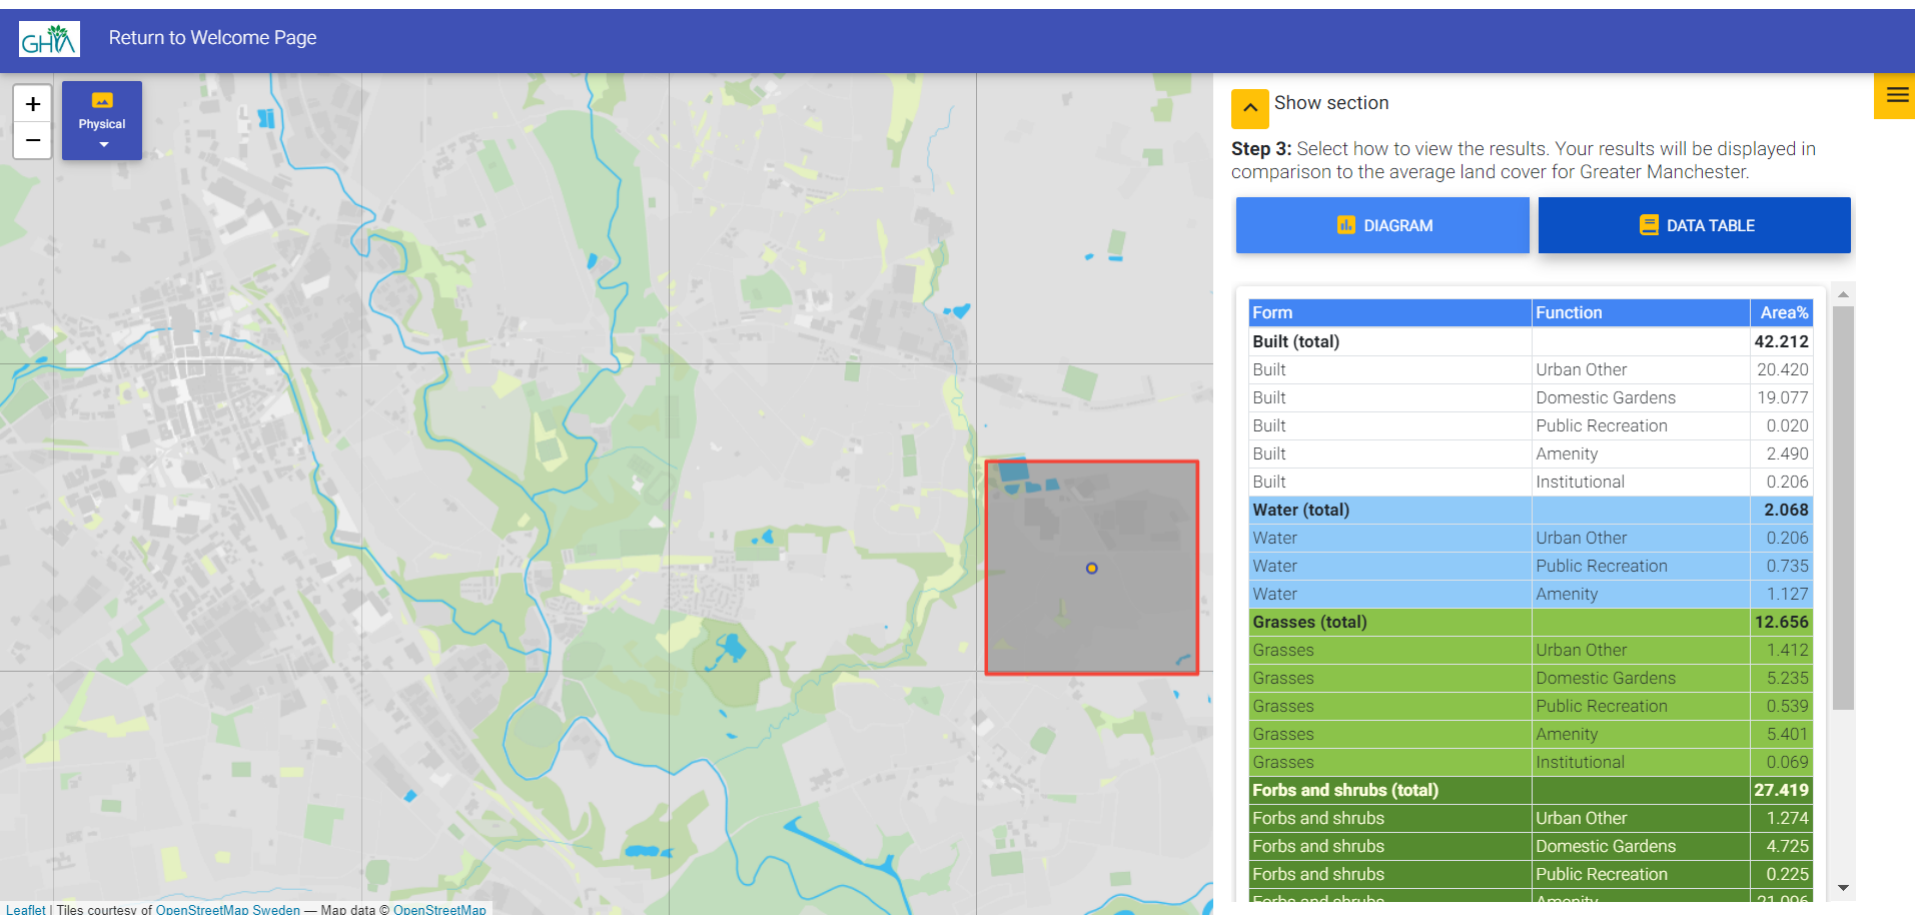 GHIA Return to Welcome Page
+
−
Physical
Show section
Step 3: Select how to view the results. Your results will be displayed in
comparison to the average land cover for Greater Manchester.
DIAGRAM DATA TABLE
Form Function Area%
Built (total) 42.212
Built Urban Other 20.420
Built Domestic Gardens 19.077
Built Public Recreation 0.020
Built Amenity 2.490
Built Institutional 0.206
Water (total) 2.068
Water Urban Other 0.206
Water Public Recreation 0.735
Water Amenity 1.127
Grasses (total) 12.656
Grasses Urban Other 1.412
Grasses Domestic Gardens 5.235
Grasses Public Recreation 0.539
Grasses Amenity 5.401
Grasses Institutional 0.069
Forbs and shrubs (total) 27.419
Forbs and shrubs Urban Other 1.274
Forbs and shrubs Domestic Gardens 4.725
Forbs and shrubs Public Recreation 0.225
Forbs and shrubs Amenity 21.096
Leaflet | Tiles courtesy of OpenStreetMap Sweden — Map data © OpenStreetMap